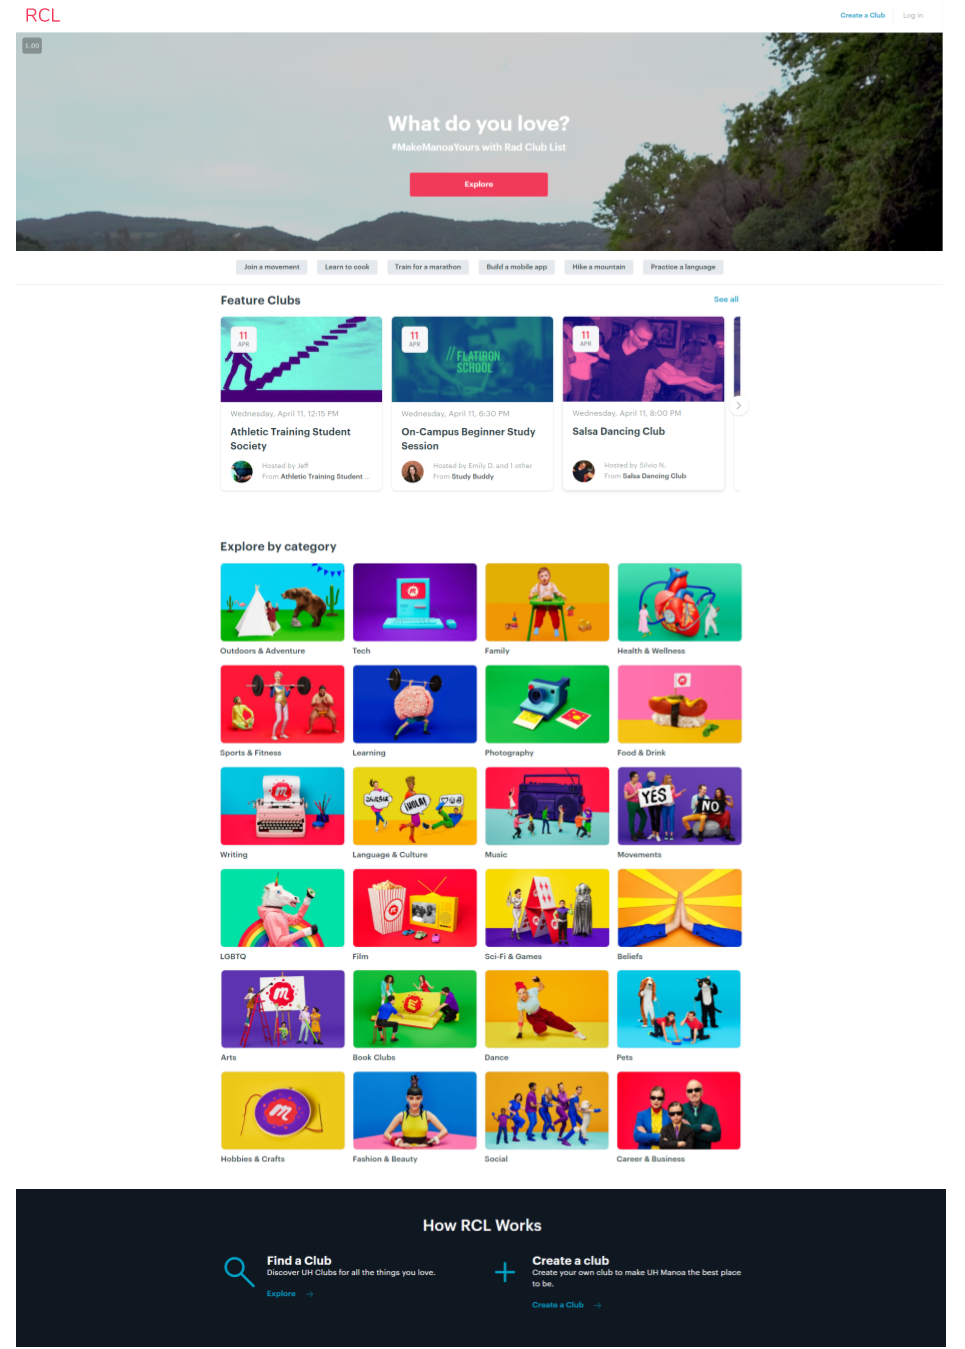 RCL
Create a Club
Log in
1.00
What do you love?
#MakeManoaYours with Rad Club List
Explore
Join a movement
Learn to cook
Train for a marathon
Build a mobile app
Hike a mountain
Practice a language
Feature Clubs
See all
11
APR
Wednesday, April 11, 12:15 PM
Athletic Training Student
Society
Hosted by Jeff
From Athletic Training Student ...
11
APR
// FLATIRON
SCHOOL
Wednesday, April 11, 6:30 PM
On-Campus Beginner Study
Session
Hosted by Emily D. and 1 other
From Study Buddy
11
APR
Wednesday, April 11, 8:00 PM
Salsa Dancing Club
Hosted by Silvio N.
From Salsa Dancing Club
Explore by category
Outdoors & Adventure
Tech
Family
Health & Wellness
Sports & Fitness
Learning
Photography
Food & Drink
m
¡HOLA!
YES
NO
Writing
Language & Culture
Music
Movements
LGBTQ
Film
Sci-Fi & Games
Beliefs
m
E
Arts
Book Clubs
Dance
Pets
m
Hobbies & Crafts
Fashion & Beauty
Social
Career & Business
How RCL Works
Find a Club
Discover UH Clubs for all the things you love.
Explore →
Create a club
Create your own club to make UH Manoa the best place
to be.
Create a Club →